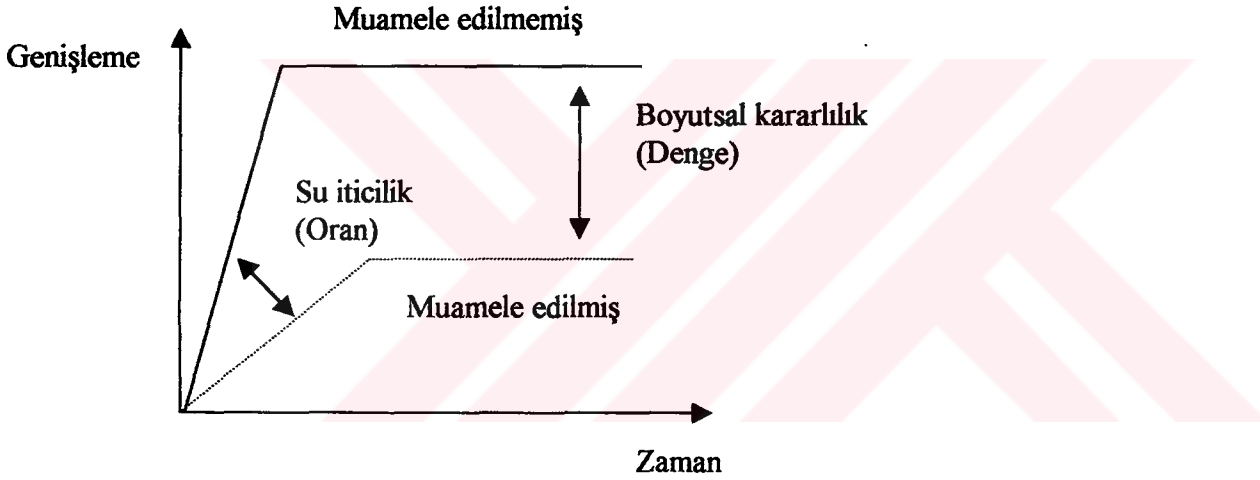 Muamele edilmemiş
Genişleme
Boyutsal kararlılık
(Denge)
Su iticilik
(Oran)
Muamele edilmiş
Zaman